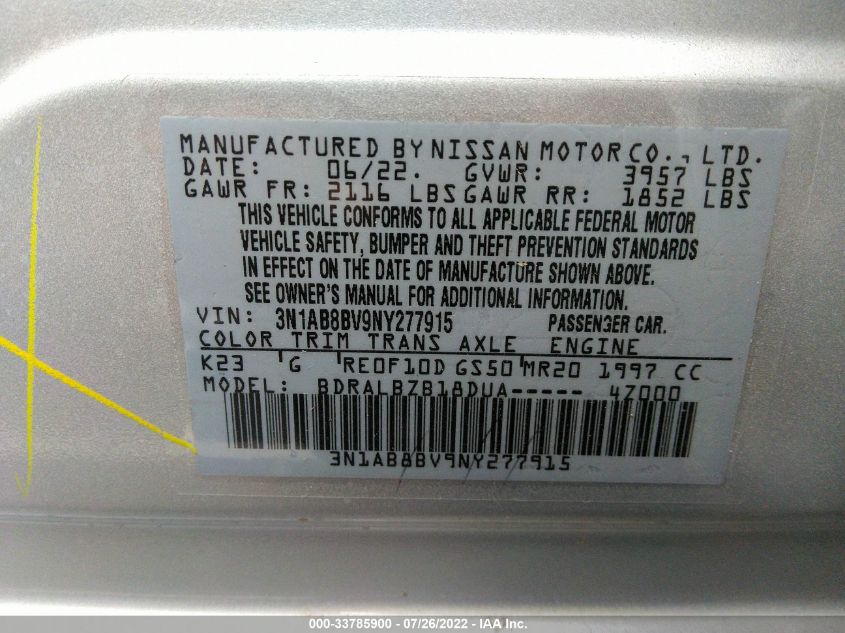 MANUFACTURED BY NISSAN MOTOR CO., LTD.
DATE: 06/22. GVWR: 3957 LBS
GAWR FR: 2116 LBS GAWR RR: 1852 LBS
THIS VEHICLE CONFORMS TO ALL APPLICABLE FEDERAL MOTOR
VEHICLE SAFETY, BUMPER AND THEFT PREVENTION STANDARDS
IN EFFECT ON THE DATE OF MANUFACTURE SHOWN ABOVE.
SEE OWNER'S MANUAL FOR ADDITIONAL INFORMATION.
VIN: 3N1AB8BV9NY277915 PASSENGER CAR.
COLOR TRIM TRANS AXLE ENGINE
K23 G RE0F10D GS50 MR20 1997 CC
MODEL: BDRALBZB18DUA----- 4Z000
3N1AB8BV9NY277915
000-33785900 - 07/26/2022 - IAA Inc.